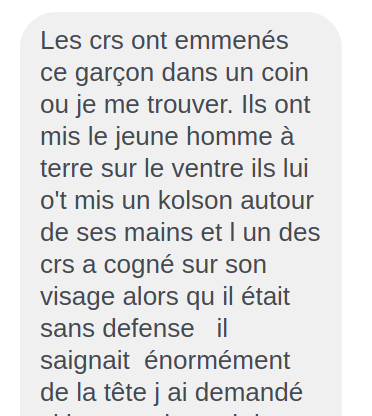 Les crs ont emmenés
ce garçon dans un coin
ou je me trouver. Ils ont
mis le jeune homme à
terre sur le ventre ils lui
o't mis un kolson autour
de ses mains et l un des
crs a cogné sur son
visage alors qu il était
sans defense   il
saignait  énormément
de la tête j ai demandé